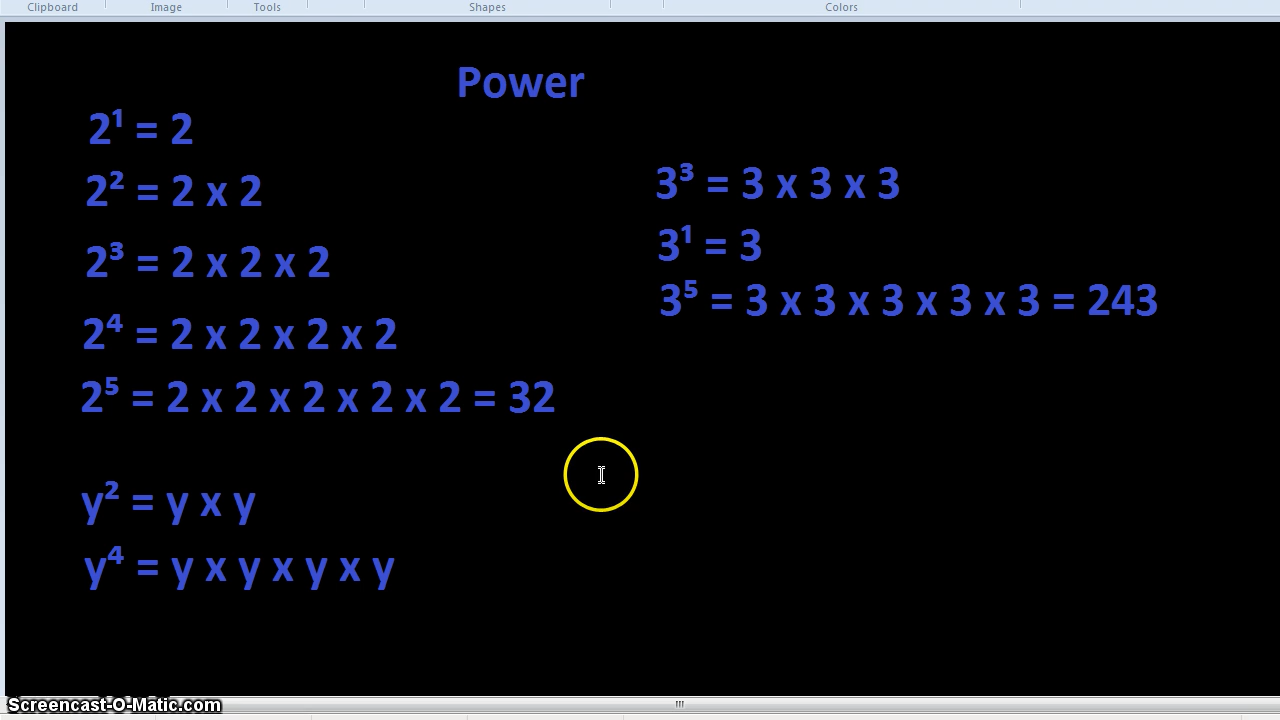 Clipboard Image Tools Shapes Colors
Power
2¹ = 2
2² = 2 x 2
2³ = 2 x 2 x 2
2⁴ = 2 x 2 x 2 x 2
2⁵ = 2 x 2 x 2 x 2 x 2 = 32
y² = y x y
y⁴ = y x y x y x y
3³ = 3 x 3 x 3
3¹ = 3
3⁵ = 3 x 3 x 3 x 3 x 3 = 243
Screencast-O-Matic.com